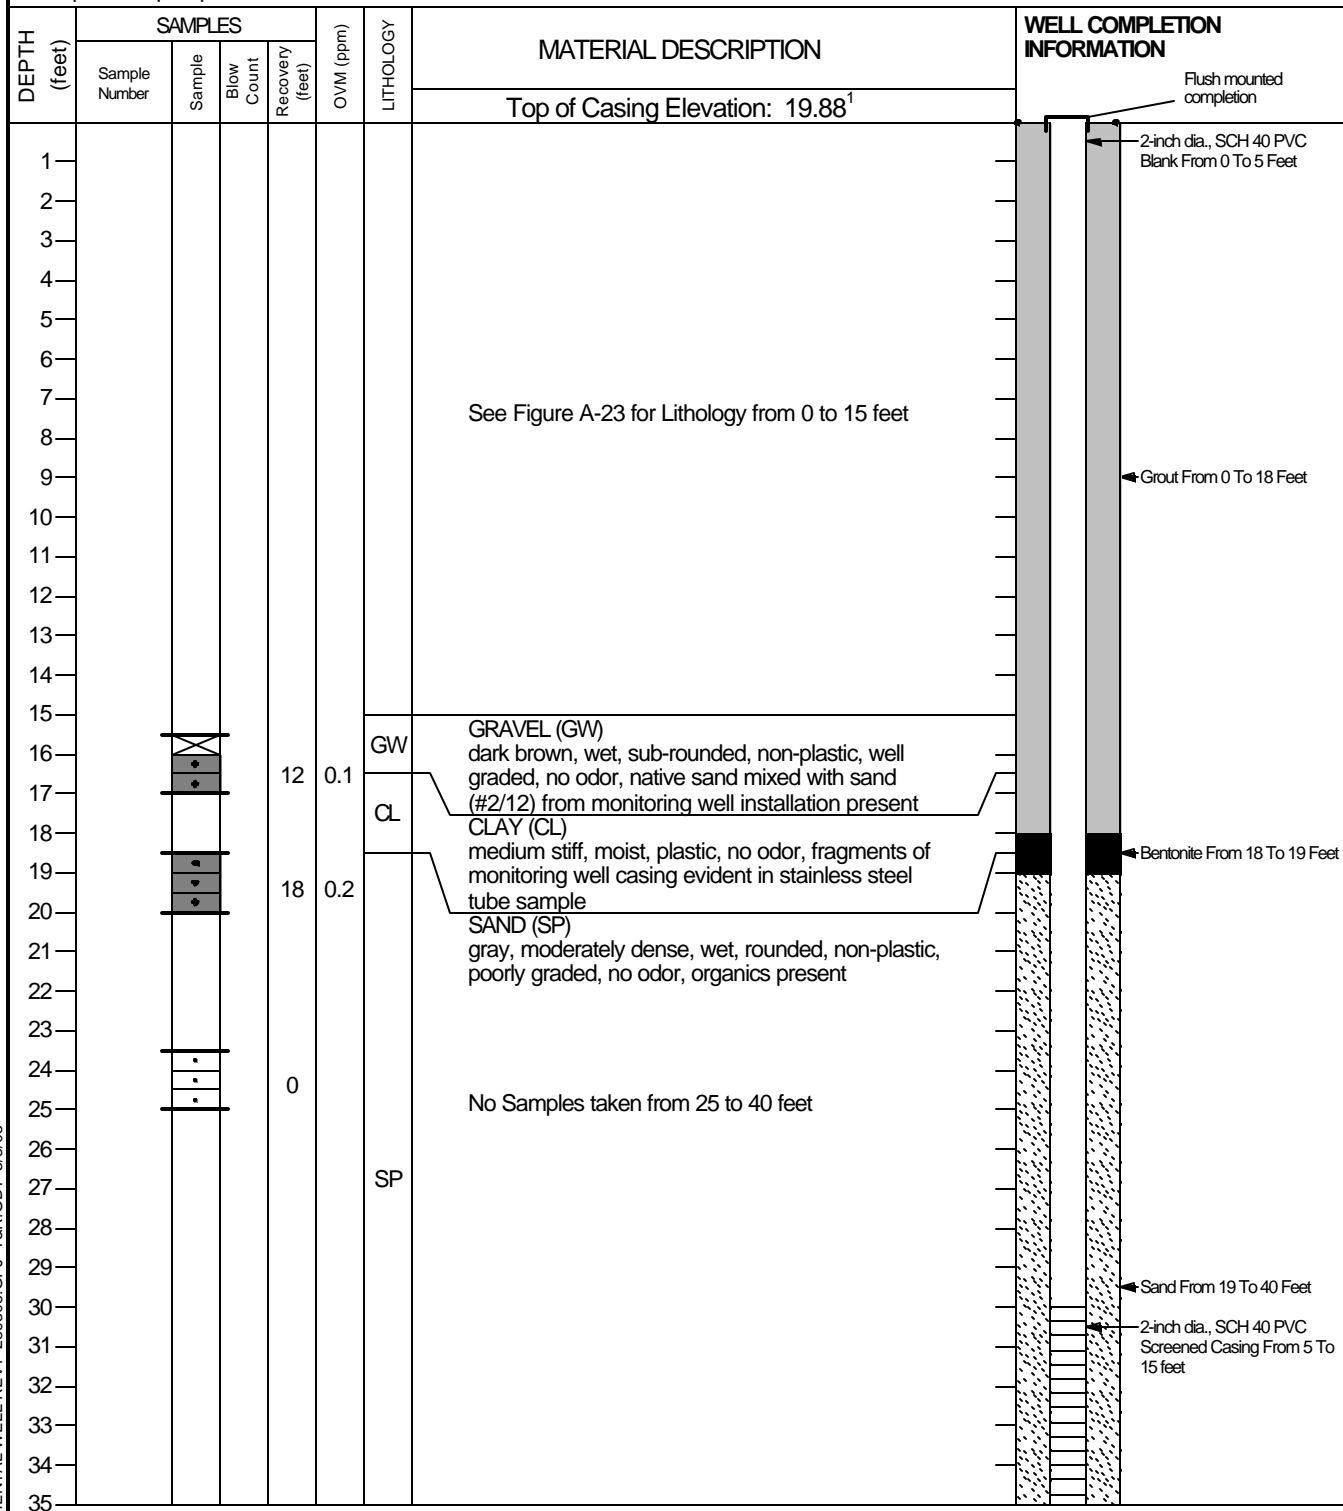 SAMPLES
DEPTH
(feet)
Sample
Number
Sample
Blow
Count
Recovery
(feet)
OVM (ppm)
LITHOLOGY
MATERIAL DESCRIPTION
Top of Casing Elevation: 19.88¹
WELL COMPLETION
INFORMATION
Flush mounted
completion
2-inch dia., SCH 40 PVC
Blank From 0 To 5 Feet
1
2
3
4
5
6
7
See Figure A-23 for Lithology from 0 to 15 feet
8
9
Grout From 0 To 18 Feet
10
11
12
13
14
15
GRAVEL (GW)
16
GW
dark brown, wet, sub-rounded, non-plastic, well
12
0.1
graded, no odor, native sand mixed with sand
17
(#2/12) from monitoring well installation present
CL
18
CLAY (CL)
medium stiff, moist, plastic, no odor, fragments of
Bentonite From 18 To 19 Feet
19
monitoring well casing evident in stainless steel
18
0.2
tube sample
20
SAND (SP)
21
gray, moderately dense, wet, rounded, non-plastic,
poorly graded, no odor, organics present
22
23
24
0
25
No Samples taken from 25 to 40 feet
26
27
SP
28
29
Sand From 19 To 40 Feet
30
2-inch dia., SCH 40 PVC
Screened Casing From 5 To
15 feet
31
32
33
34
35